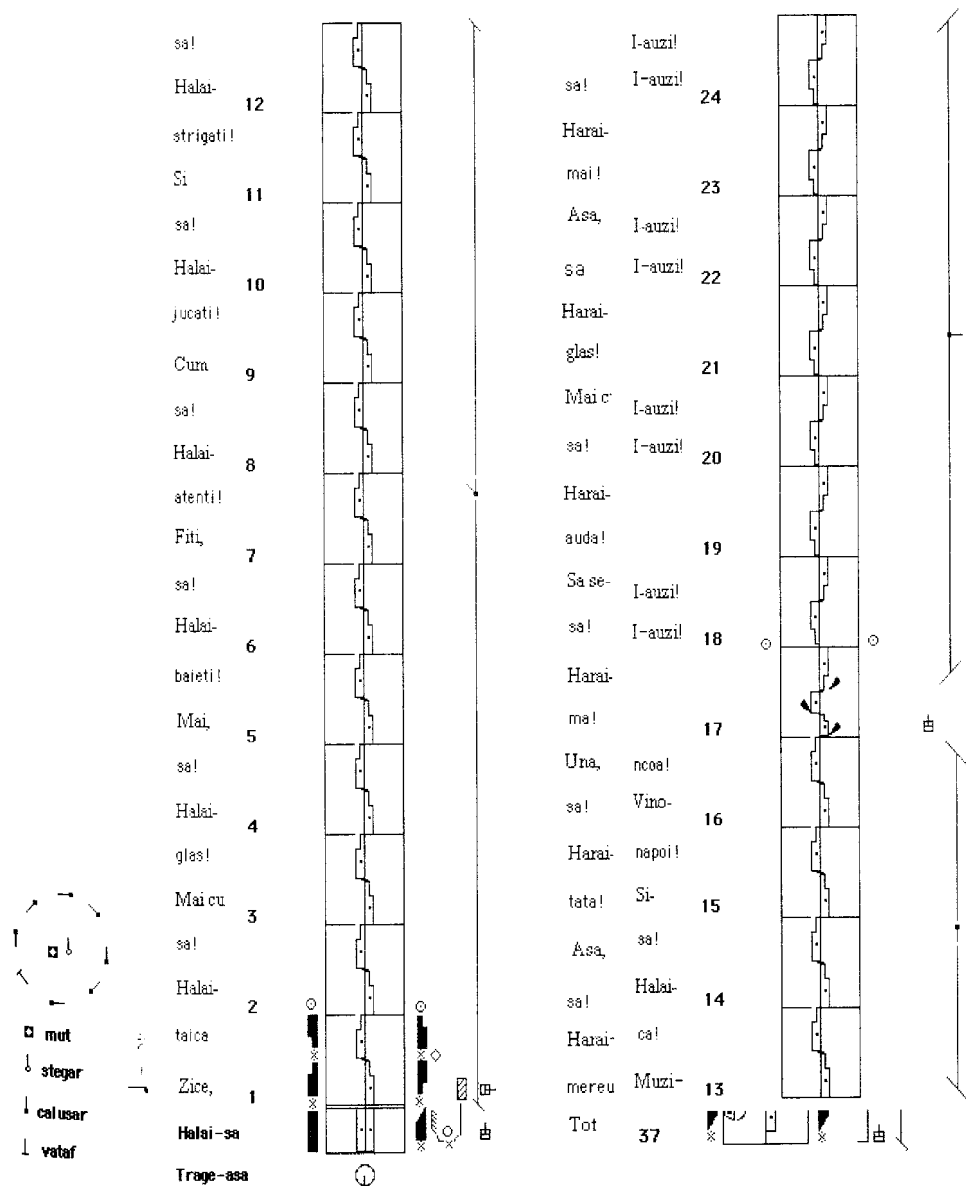 sa!
Halai-
12
strigati!
Si
11
sa!
Halai-
10
jucati!
Cum
9
sa!
Halai-
8
atenti!
Fiti,
7
sa!
Halai-
6
baieti!
Mai,
5
sa!
Halai-
4
glas!
Mai cu
3
sa!
Halai-
2
taica
Zice,
1
Halai-sa
Trage-asa
mut
stegar
calusar
vataf
I-auzi!
sa! I-auzi!
24
Harai-
mai!
23
Asa, I-auzi!
sa I-auzi!
22
Harai-
glas!
21
Mai c I-auzi!
sa! I-auzi!
20
Harai-
auda!
19
Sa se- I-auzi!
sa! I-auzi!
18
Harai-
ma!
17
Una, ncoa!
sa! Vino-
16
Harai- napoi!
tata! Si-
15
Asa, sa!
sa! Halai-
14
Harai- ca!
mereu Muzi-
13
Tot
37